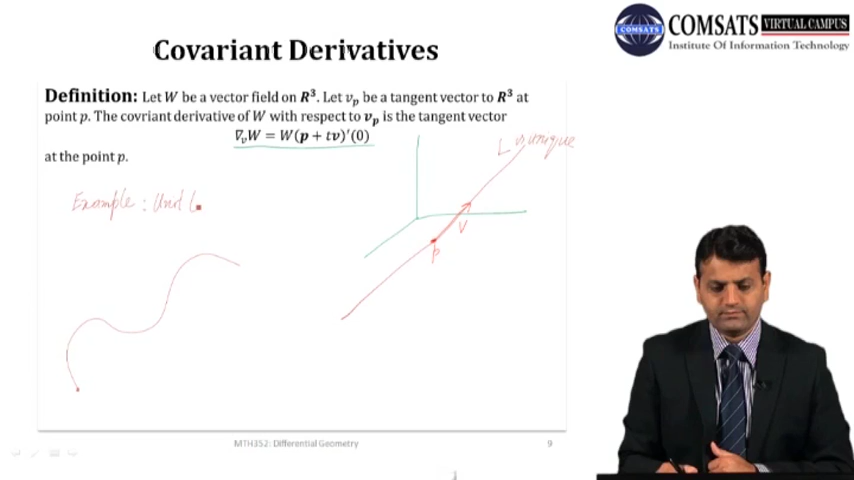 Covariant Derivatives
COMSATS
COMSATS VIRTUAL CAMPUS
Institute Of Information Technology
Definition: Let W be a vector field on R³. Let vₚ be a tangent vector to R³ at
point p. The covriant derivative of W with respect to vₚ is the tangent vector
∇ᵥW = W(p + tv)′(0)
at the point p.
L is unique
Example : Unit
v
p
MTH352: Differential Geometry
9